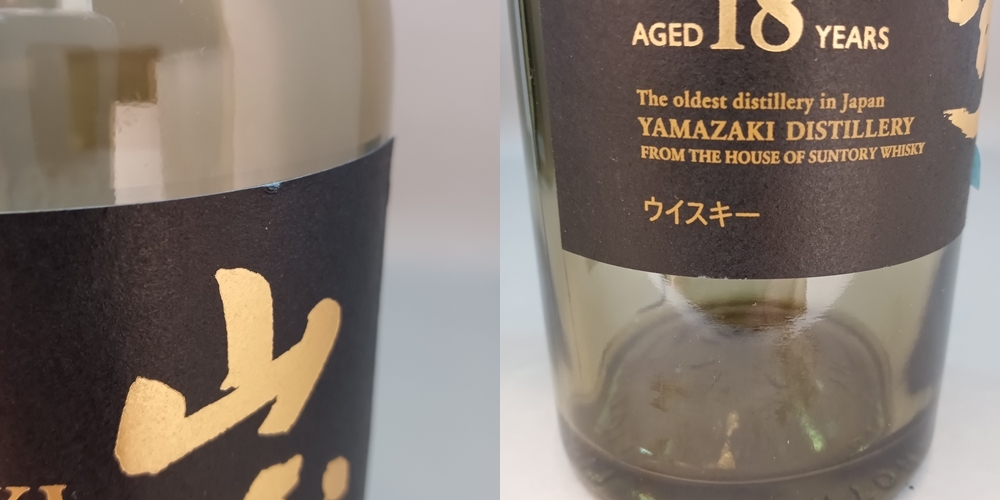 山
AGED 18 YEARS
The oldest distillery in Japan
YAMAZAKI DISTILLERY
FROM THE HOUSE OF SUNTORY WHISKY
ウイスキー